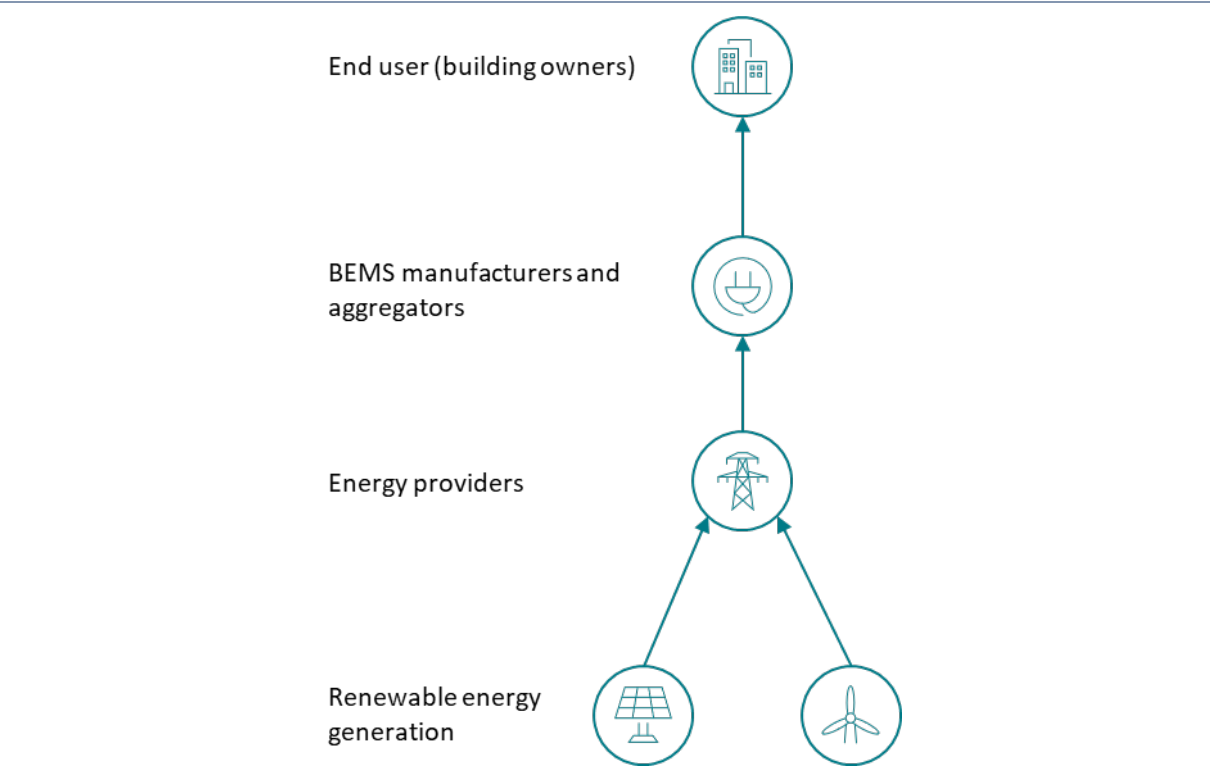 End user (building owners)
BEMS manufacturers and
aggregators
Energy providers
Renewable energy
generation